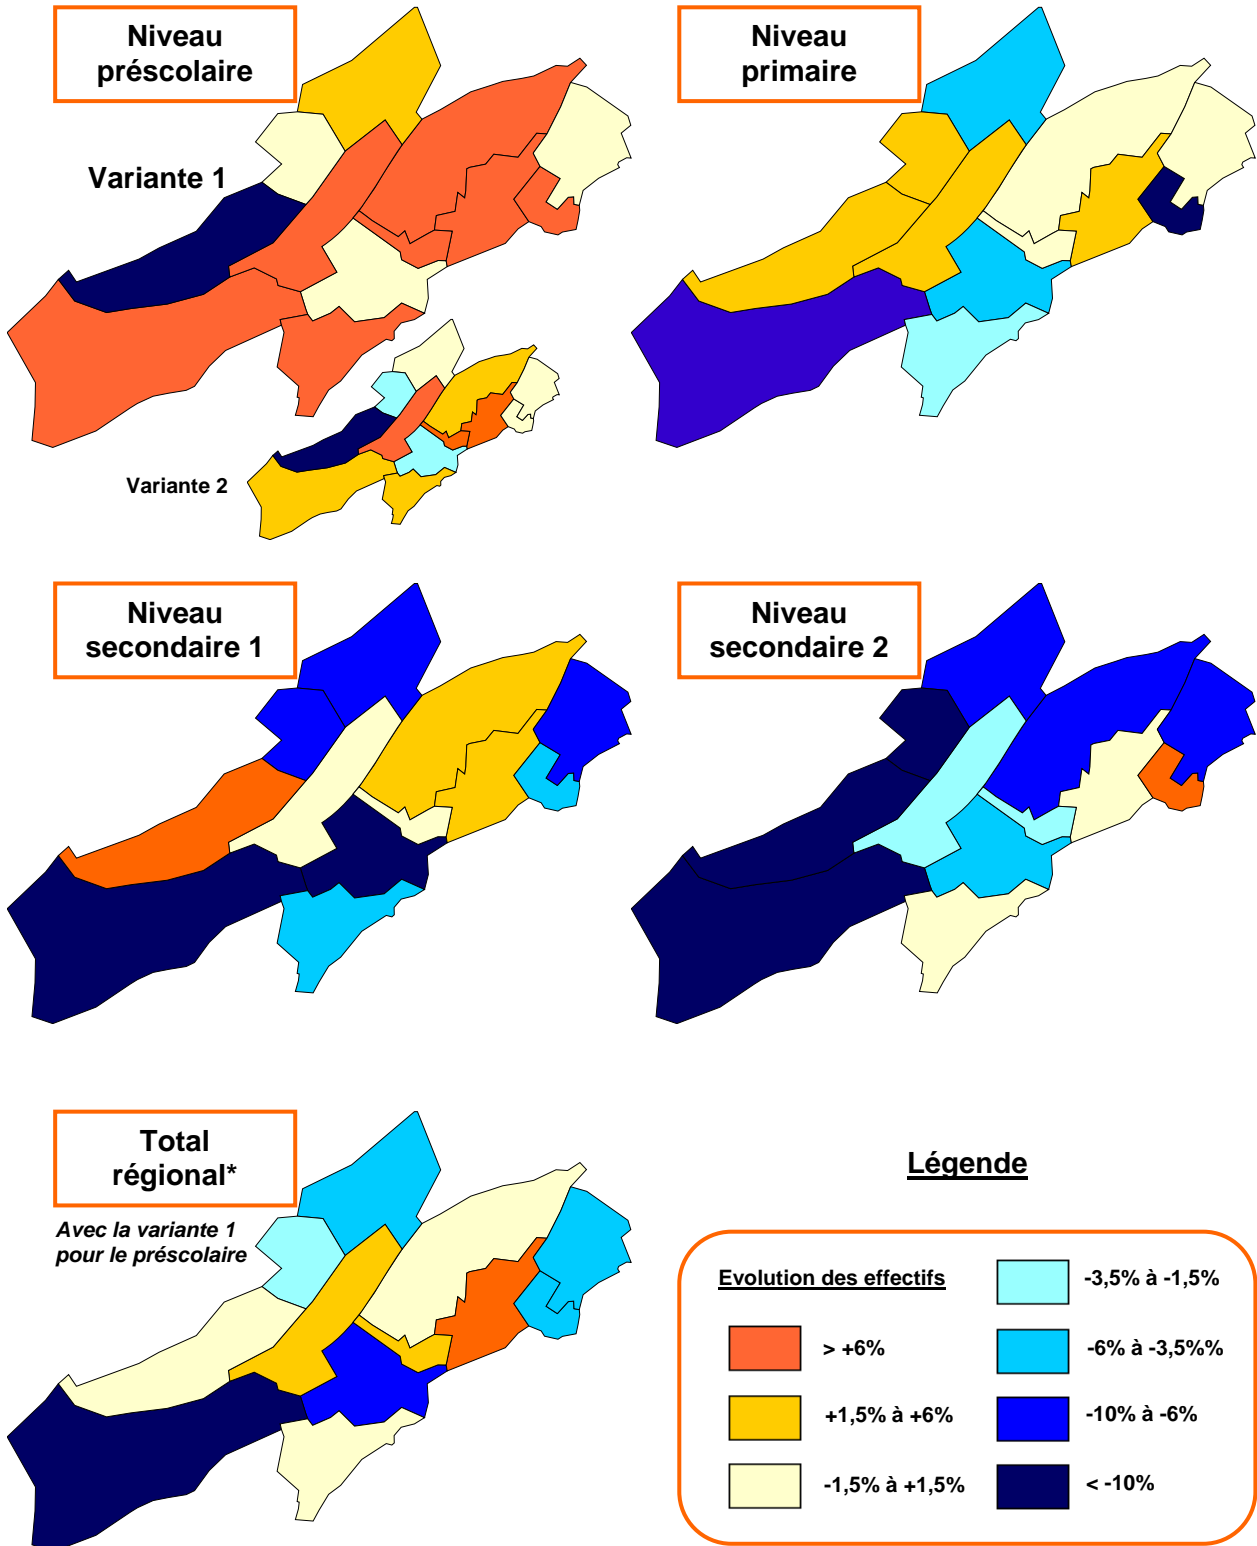 Niveau
préscolaire
Niveau
primaire
Variante 1
Variante 2
Niveau
secondaire 1
Niveau
secondaire 2
Total
régional*
Avec la variante 1
pour le préscolaire
Légende
Evolution des effectifs
> +6%
+1,5% à +6%
-1,5% à +1,5%
-3,5% à -1,5%
-6% à -3,5%%
-10% à -6%
< -10%